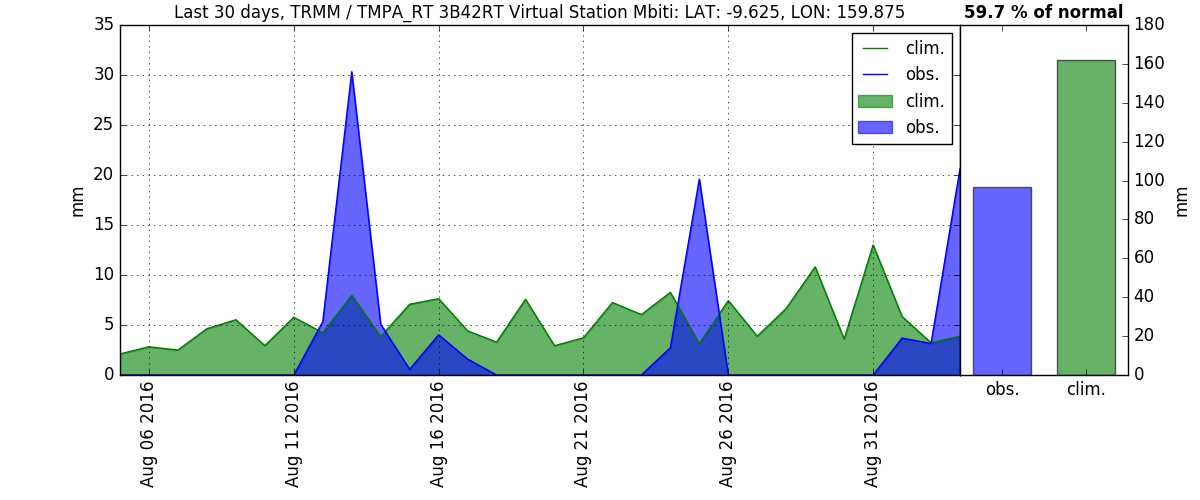 Last 30 days, TRMM / TMPA_RT 3B42RT Virtual Station Mbiti: LAT: -9.625, LON: 159.875
59.7 % of normal
35
30
25
20
15
10
5
0
mm
clim.
obs.
clim.
obs.
Aug 06 2016
Aug 11 2016
Aug 16 2016
Aug 21 2016
Aug 26 2016
Aug 31 2016
180
160
140
120
100
80
60
40
20
0
mm
obs.
clim.